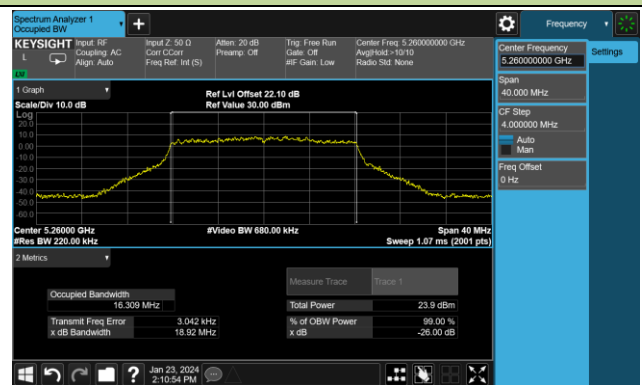 Spectrum Analyzer 1
Occupied BW
Frequency
KEYSIGHT
L
Input: RF
Coupling: AC
Align: Auto
Input Z: 50 Ω
Corr CCorr
Freq Ref: Int (S)
Atten: 20 dB
Preamp: Off
Trig: Free Run
Gate: Off
#IF Gain: Low
Center Freq: 5.260000000 GHz
Avg|Hold:>10/10
Radio Std: None
Center Frequency
5.260000000 GHz
Settings
Span
40.000 MHz
CF Step
4.000000 MHz
Auto
Man
Freq Offset
0 Hz
1 Graph
Scale/Div 10.0 dB
Ref Lvl Offset 22.10 dB
Ref Value 30.00 dBm
Log
20.0
10.0
0.00
-10.0
-20.0
-30.0
-40.0
-50.0
-60.0
Center 5.26000 GHz
#Res BW 220.00 kHz
#Video BW 680.00 kHz
Span 40 MHz
Sweep 1.07 ms (2001 pts)
2 Metrics
Measure Trace
Trace 1
Occupied Bandwidth
16.309 MHz
Total Power
23.9 dBm
Transmit Freq Error
3.042 kHz
% of OBW Power
99.00 %
x dB Bandwidth
18.92 MHz
x dB
-26.00 dB
?
Jan 23, 2024
2:10:54 PM